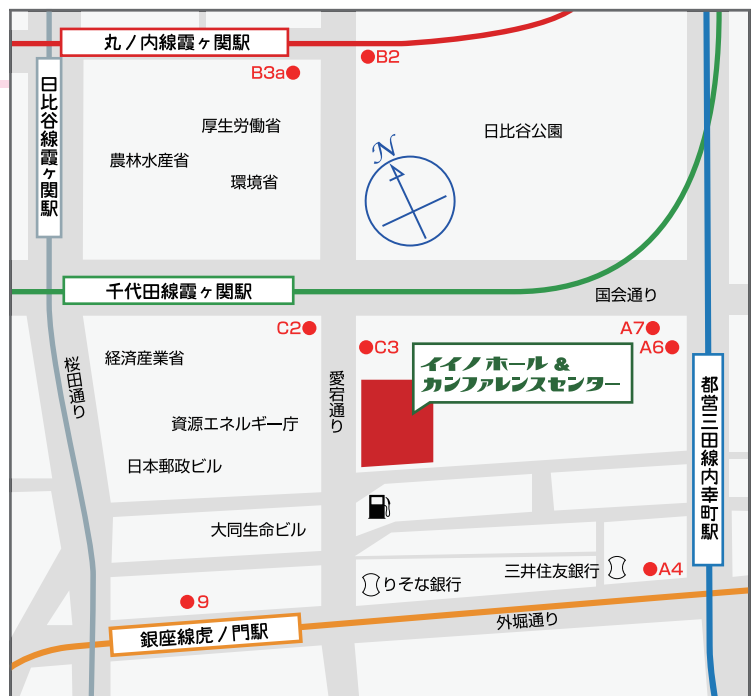 丸ノ内線霞ヶ関駅
B2
B3a
日比谷線霞ヶ関駅
厚生労働省
日比谷公園
農林水産省
環境省
N
千代田線霞ヶ関駅
国会通り
C2
A7
C3
A6
経済産業省
イイノホール&
カンファレンスセンター
桜田通り
愛宕通り
都営三田線内幸町駅
資源エネルギー庁
日本郵政ビル
大同生命ビル
三井住友銀行
A4
りそな銀行
9
外堀通り
銀座線虎ノ門駅